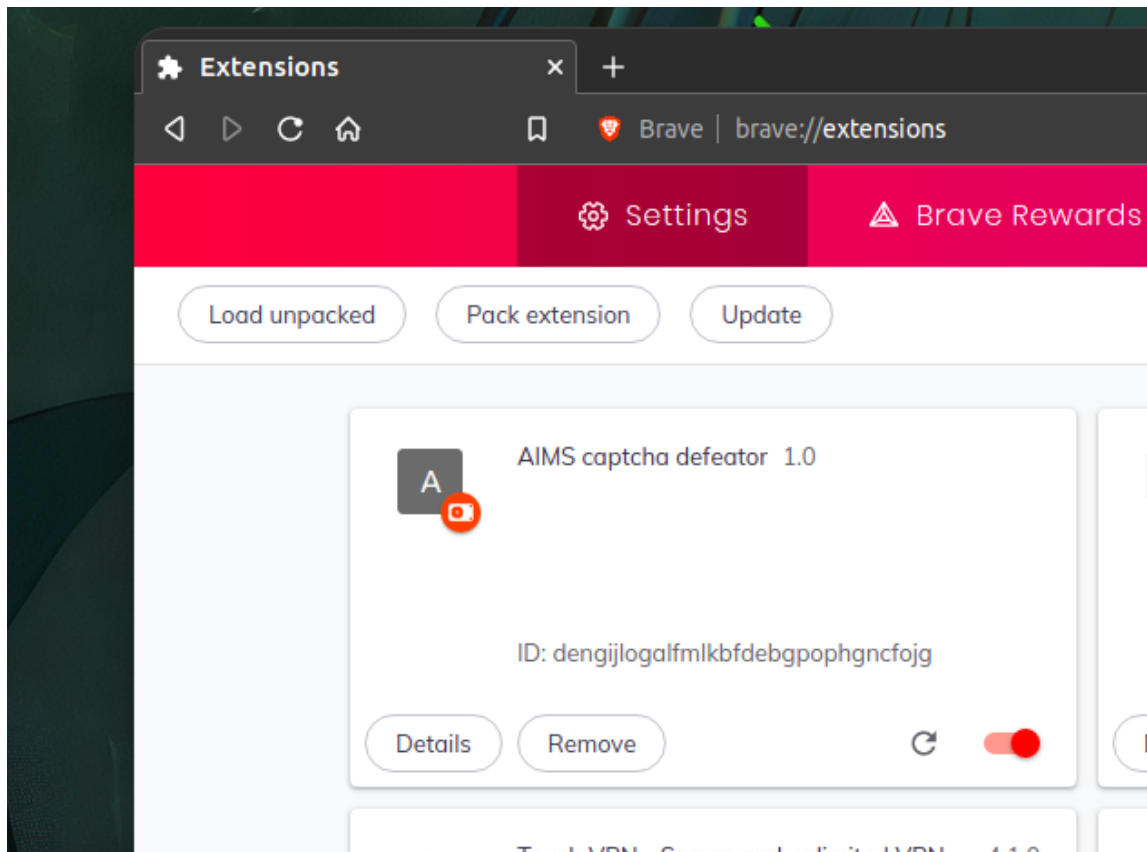 Extensions
Brave brave://extensions
Settings
Brave Rewards
Load unpacked
Pack extension
Update
A
AIMS captcha defeator 1.0
ID: dengijlogalfmlkbfdebgpophgncfojg
Details
Remove